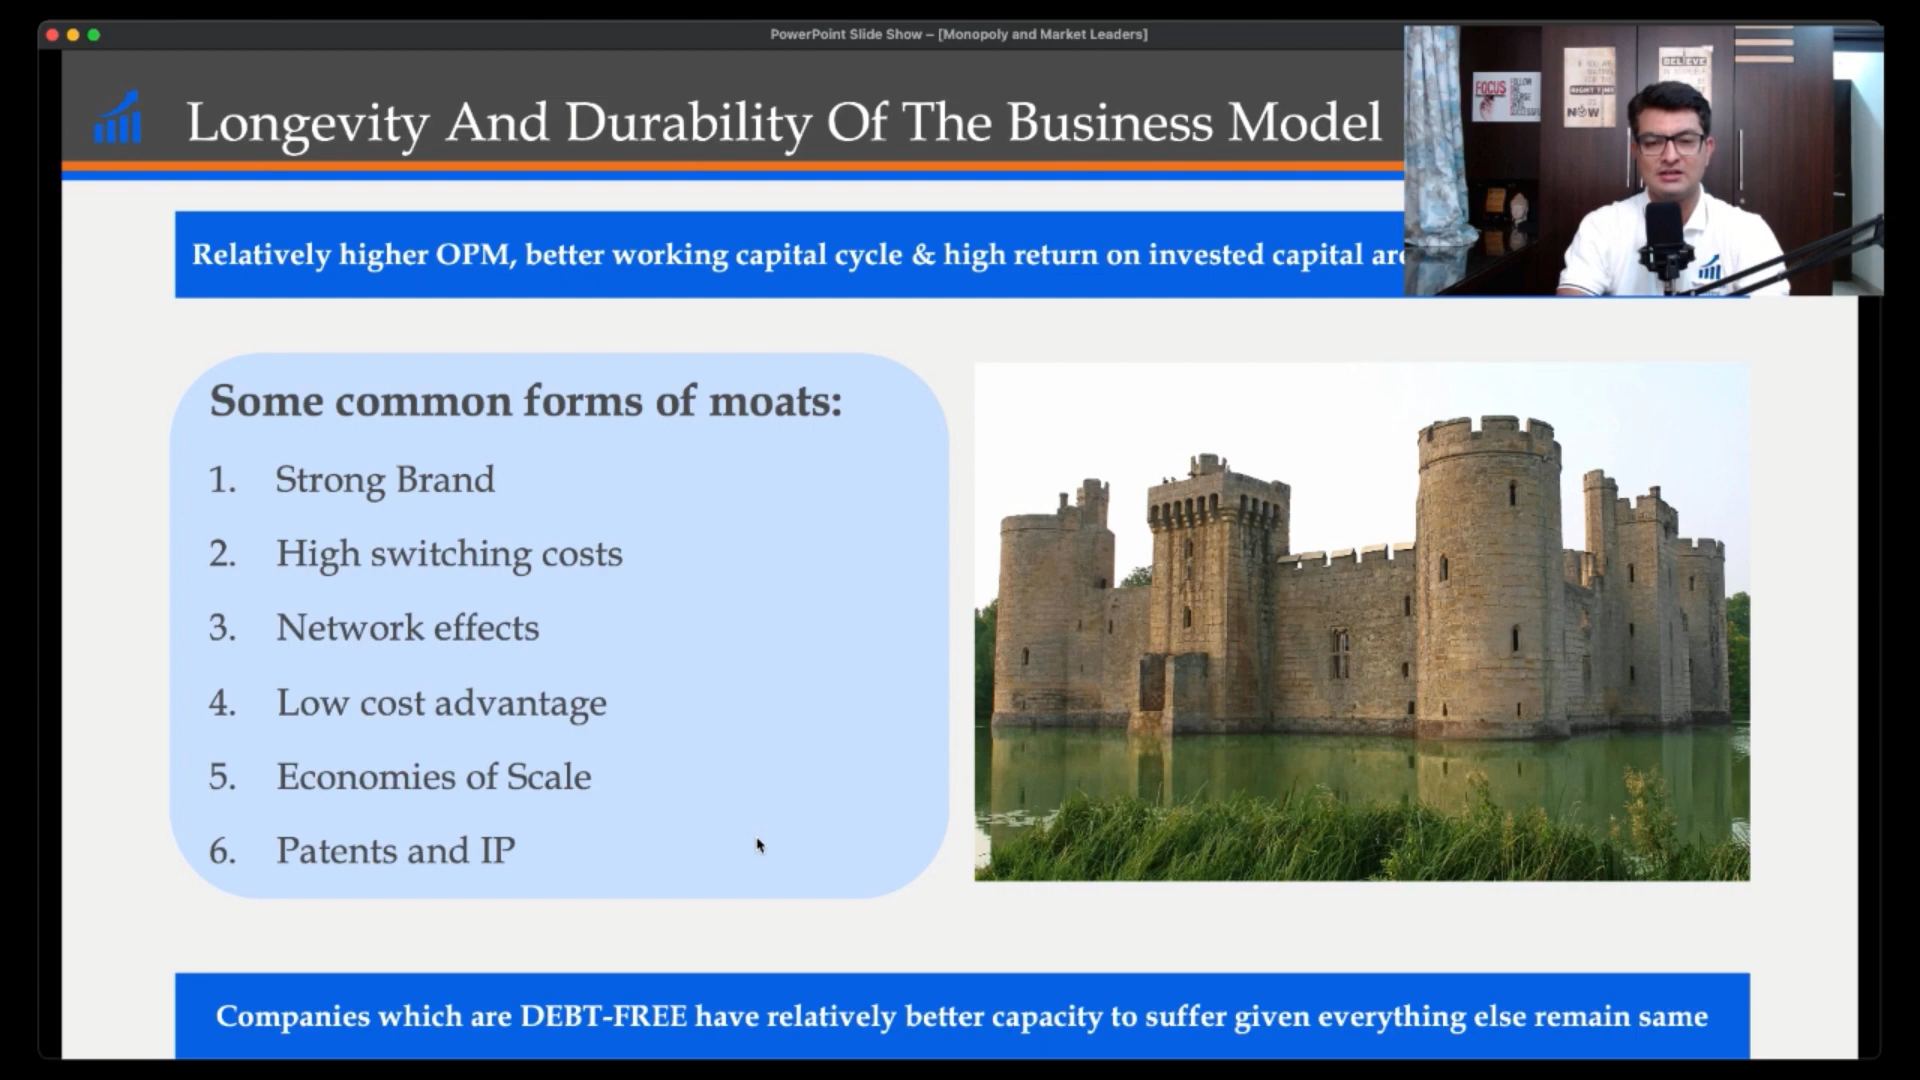 PowerPoint Slide Show – [Monopoly and Market Leaders]
Longevity And Durability Of The Business Model
FOCUS
BELIEVE
RIGHT
NOW
Relatively higher OPM, better working capital cycle & high return on invested capital
Some common forms of moats:
1. Strong Brand
2. High switching costs
3. Network effects
4. Low cost advantage
5. Economies of Scale
6. Patents and IP
Companies which are DEBT-FREE have relatively better capacity to suffer given everything else remain same